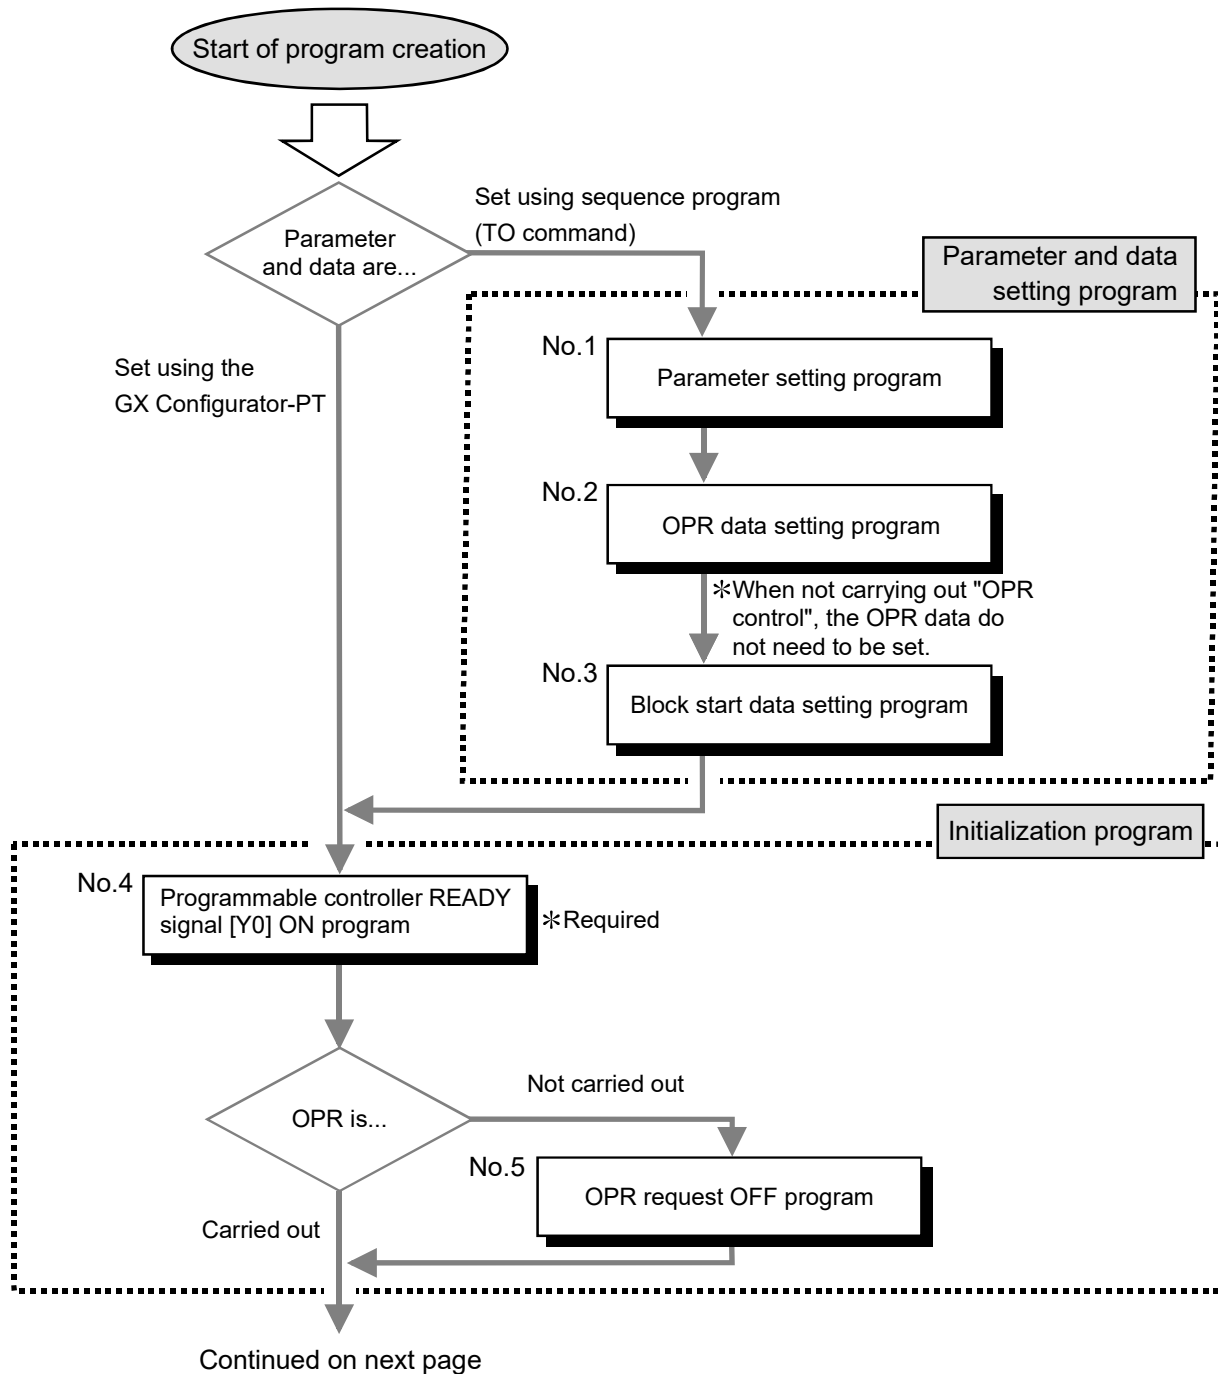 Start of program creation
Set using sequence program
(TO command)
Parameter
and data are...
Parameter and data
setting program
No.1
Parameter setting program
Set using the
GX Configurator-PT
No.2
OPR data setting program
*When not carrying out "OPR
control", the OPR data do
not need to be set.
No.3
Block start data setting program
Initialization program
No.4
Programmable controller READY
signal [Y0] ON program
*Required
Not carried out
OPR is...
No.5
OPR request OFF program
Carried out
Continued on next page